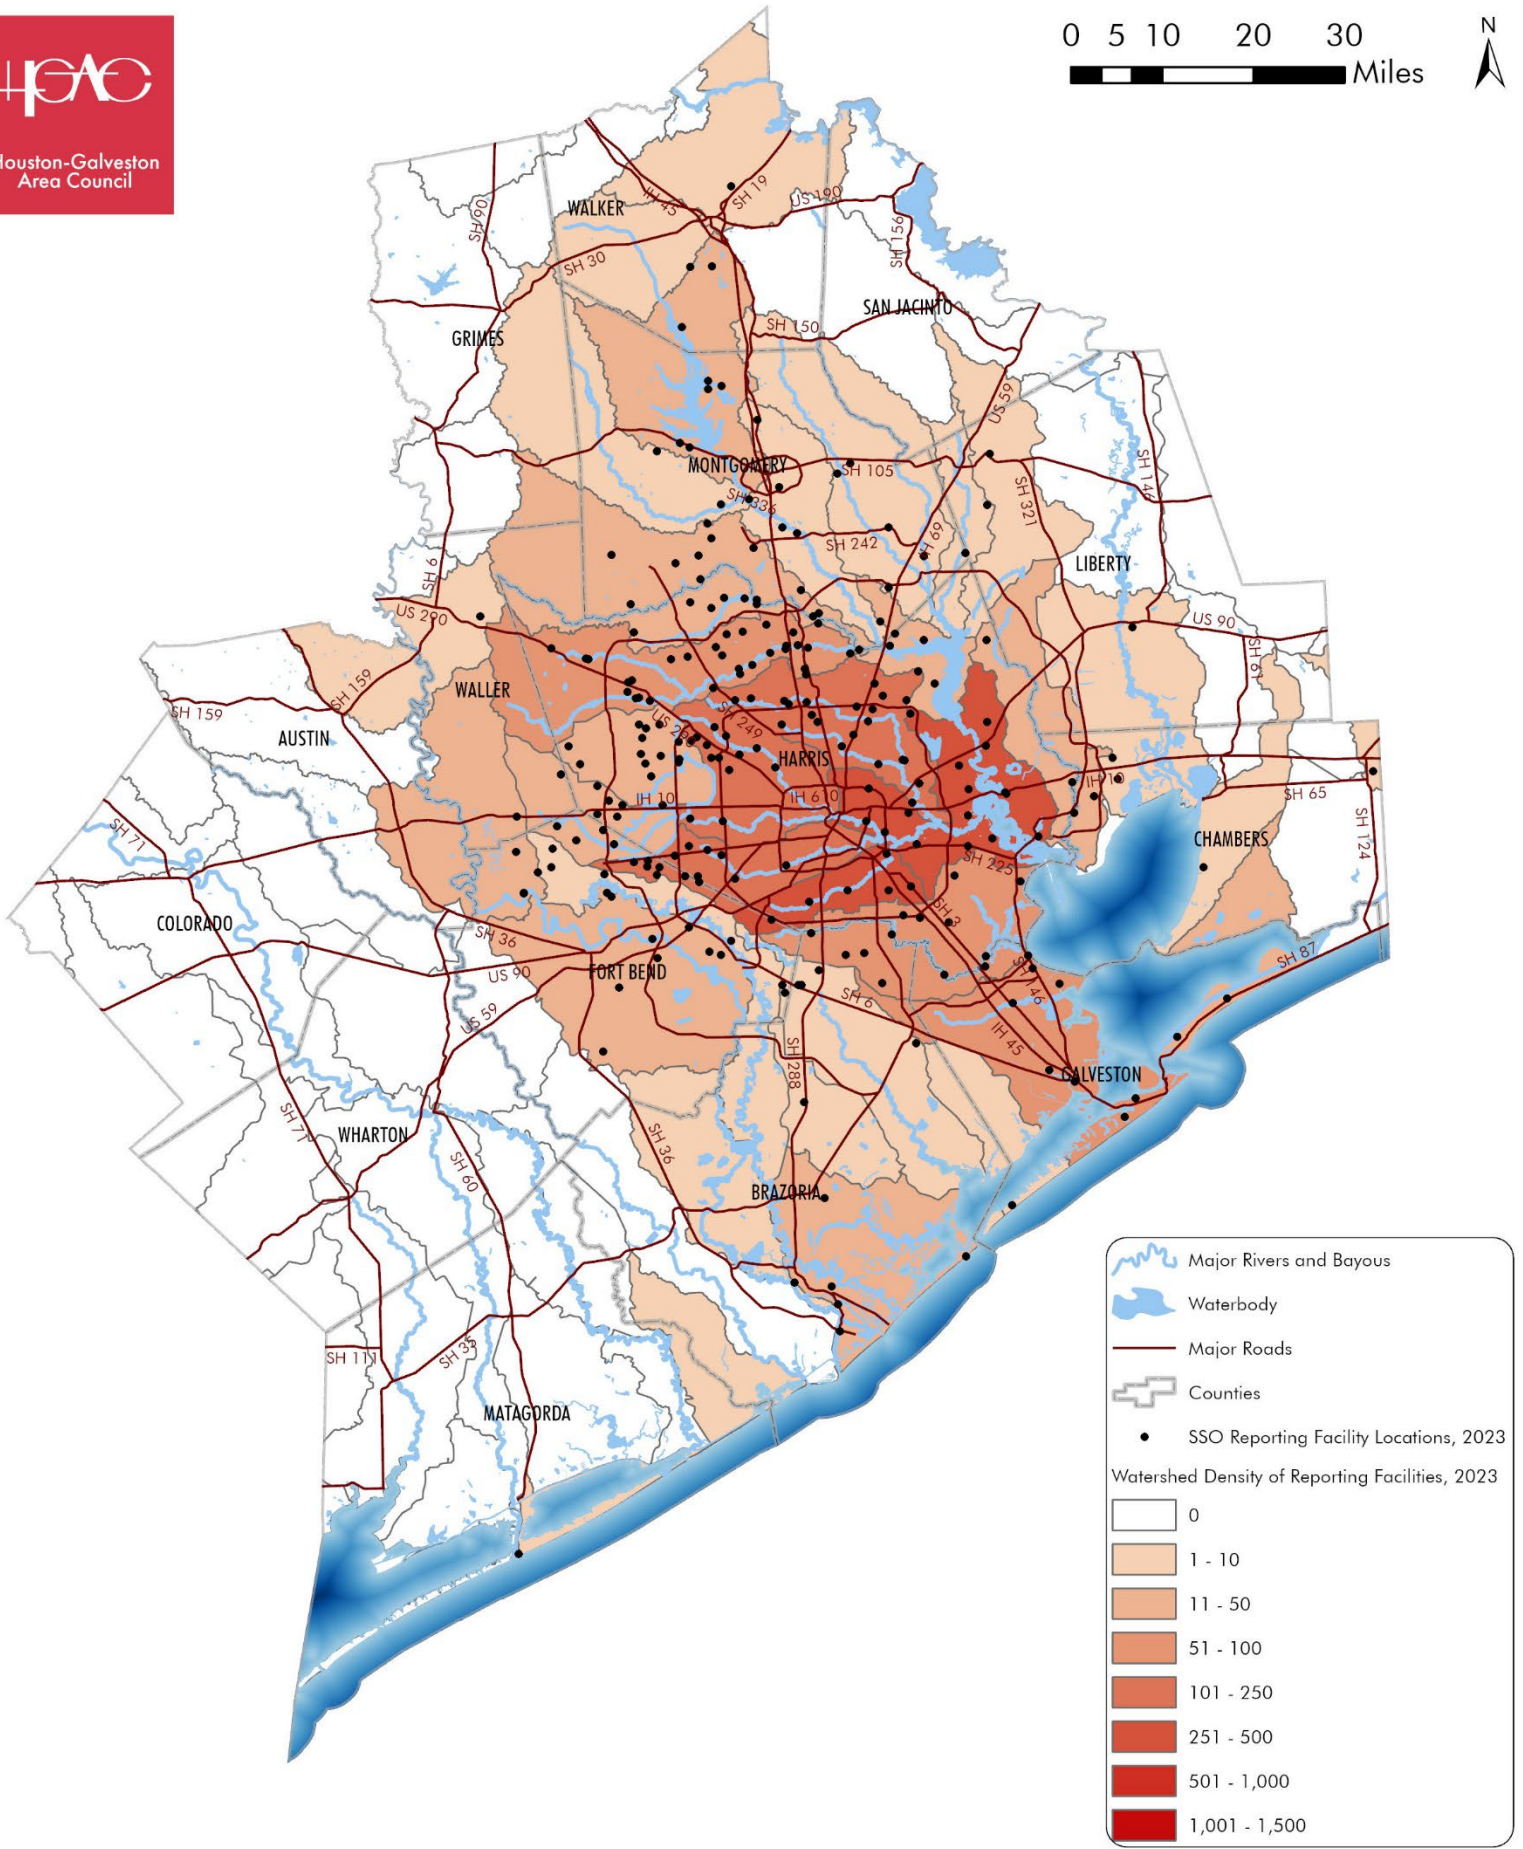 HGAC
Houston-Galveston
Area Council
0 5 10 20 30
Miles
N
WALKER
IH 45
SH 19
US 190
SH 90
SH 156
SH 30
SAN JACINTO
SH 150
GRIMES
US 59
MONTGOMERY
SH 105
SH 146
SH 336
SH 321
SH 242
IH 69
LIBERTY
SH 6
US 290
US 90
SH 61
WALLER
SH 159
SH 159
AUSTIN
SH 249
US 290
HARRIS
IH 10
IH 610
IH 10
SH 65
SH 71
SH 124
CHAMBERS
SH 225
COLORADO
SH 3
SH 36
SH 87
US 90
FORT BEND
SH 146
SH 6
US 59
IH 45
SH 288
GALVESTON
SH 71
WHARTON
SH 36
SH 60
BRAZORIA
SH 111
SH 35
MATAGORDA
Major Rivers and Bayous
Waterbody
Major Roads
Counties
SSO Reporting Facility Locations, 2023
Watershed Density of Reporting Facilities, 2023
0
1 - 10
11 - 50
51 - 100
101 - 250
251 - 500
501 - 1,000
1,001 - 1,500